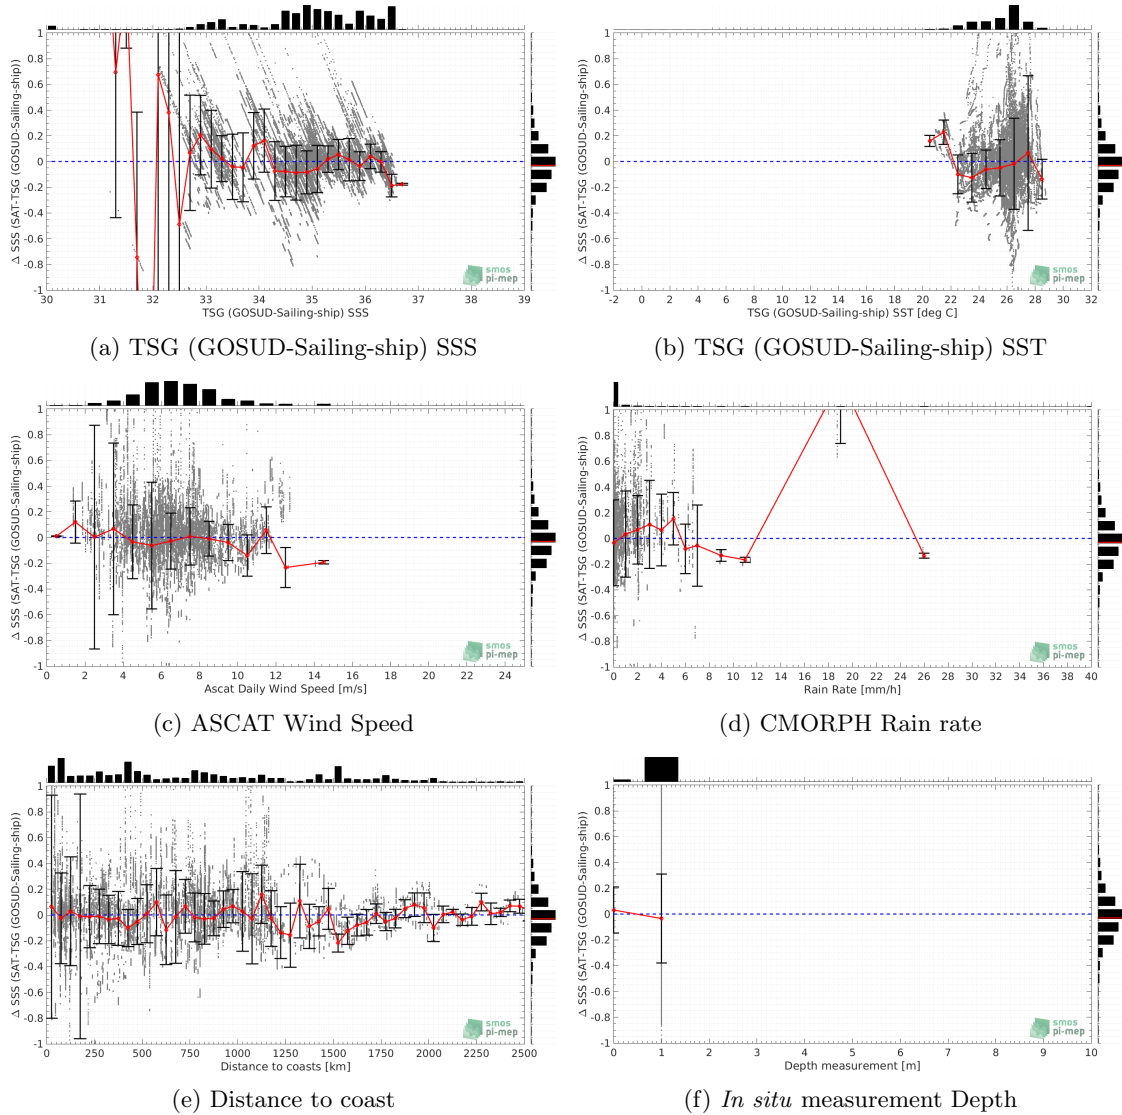 1
0.8
0.6
0.4
0.2
0
-0.2
-0.4
-0.6
-0.8
-1
Δ SSS (SAT-TSG (GOSUD-Sailing-ship))
30 31 32 33 34 35 36 37 38 39
TSG (GOSUD-Sailing-ship) SSS
smos
pi-mep
(a) TSG (GOSUD-Sailing-ship) SSS
1
0.8
0.6
0.4
0.2
0
-0.2
-0.4
-0.6
-0.8
-1
Δ SSS (SAT-TSG (GOSUD-Sailing-ship))
-2 0 2 4 6 8 10 12 14 16 18 20 22 24 26 28 30 32
TSG (GOSUD-Sailing-ship) SST [deg C]
smos
pi-mep
(b) TSG (GOSUD-Sailing-ship) SST
1
0.8
0.6
0.4
0.2
0
-0.2
-0.4
-0.6
-0.8
-1
Δ SSS (SAT-TSG (GOSUD-Sailing-ship))
0 2 4 6 8 10 12 14 16 18 20 22 24
Ascat Daily Wind Speed [m/s]
smos
pi-mep
(c) ASCAT Wind Speed
1
0.8
0.6
0.4
0.2
0
-0.2
-0.4
-0.6
-0.8
-1
Δ SSS (SAT-TSG (GOSUD-Sailing-ship))
0 2 4 6 8 10 12 14 16 18 20 22 24 26 28 30 32 34 36 38 40
Rain Rate [mm/h]
smos
pi-mep
(d) CMORPH Rain rate
1
0.8
0.6
0.4
0.2
0
-0.2
-0.4
-0.6
-0.8
-1
Δ SSS (SAT-TSG (GOSUD-Sailing-ship))
0 250 500 750 1000 1250 1500 1750 2000 2250 2500
Distance to coasts [km]
smos
pi-mep
(e) Distance to coast
1
0.8
0.6
0.4
0.2
0
-0.2
-0.4
-0.6
-0.8
-1
Δ SSS (SAT-TSG (GOSUD-Sailing-ship))
0 1 2 3 4 5 6 7 8 9 10
Depth measurement [m]
smos
pi-mep
(f) In situ measurement Depth